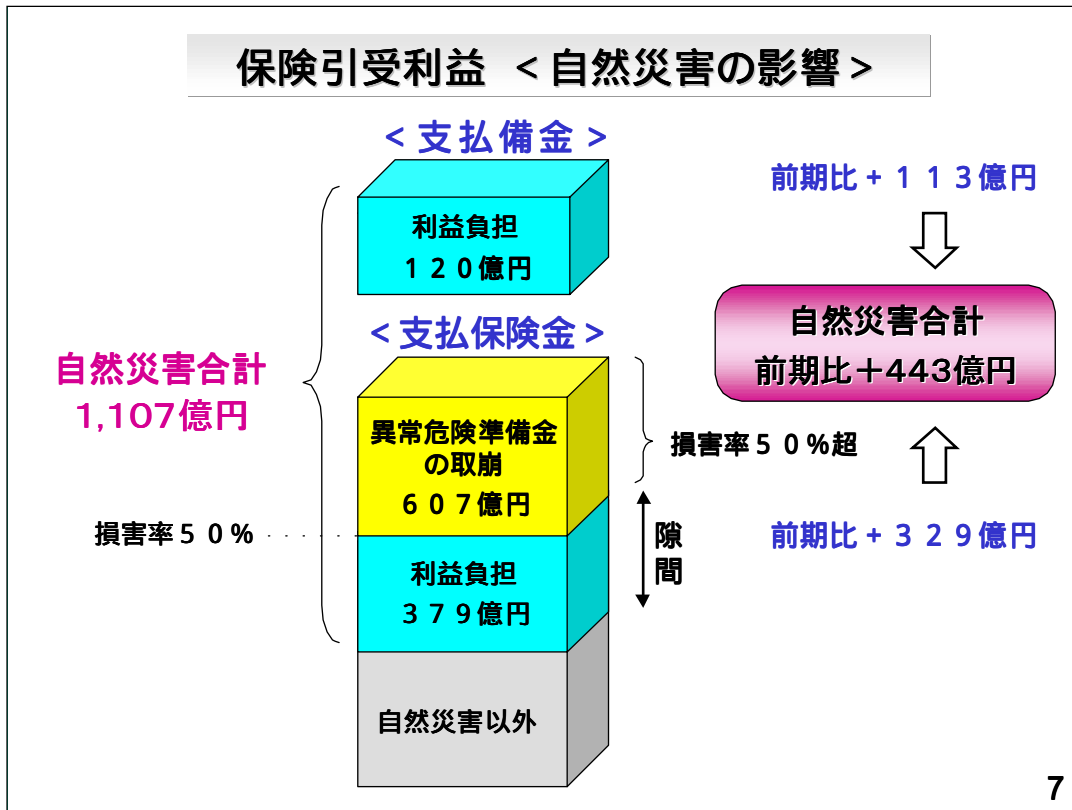 保険引受利益 <自然災害の影響>
<支払備金>
利益負担
120億円
<支払保険金>
異常危険準備金
の取崩
607億円
利益負担
379億円
自然災害以外
自然災害合計
1,107億円
損害率50%
損害率50%超
隙
間
前期比+113億円
自然災害合計
前期比+443億円
前期比+329億円
7